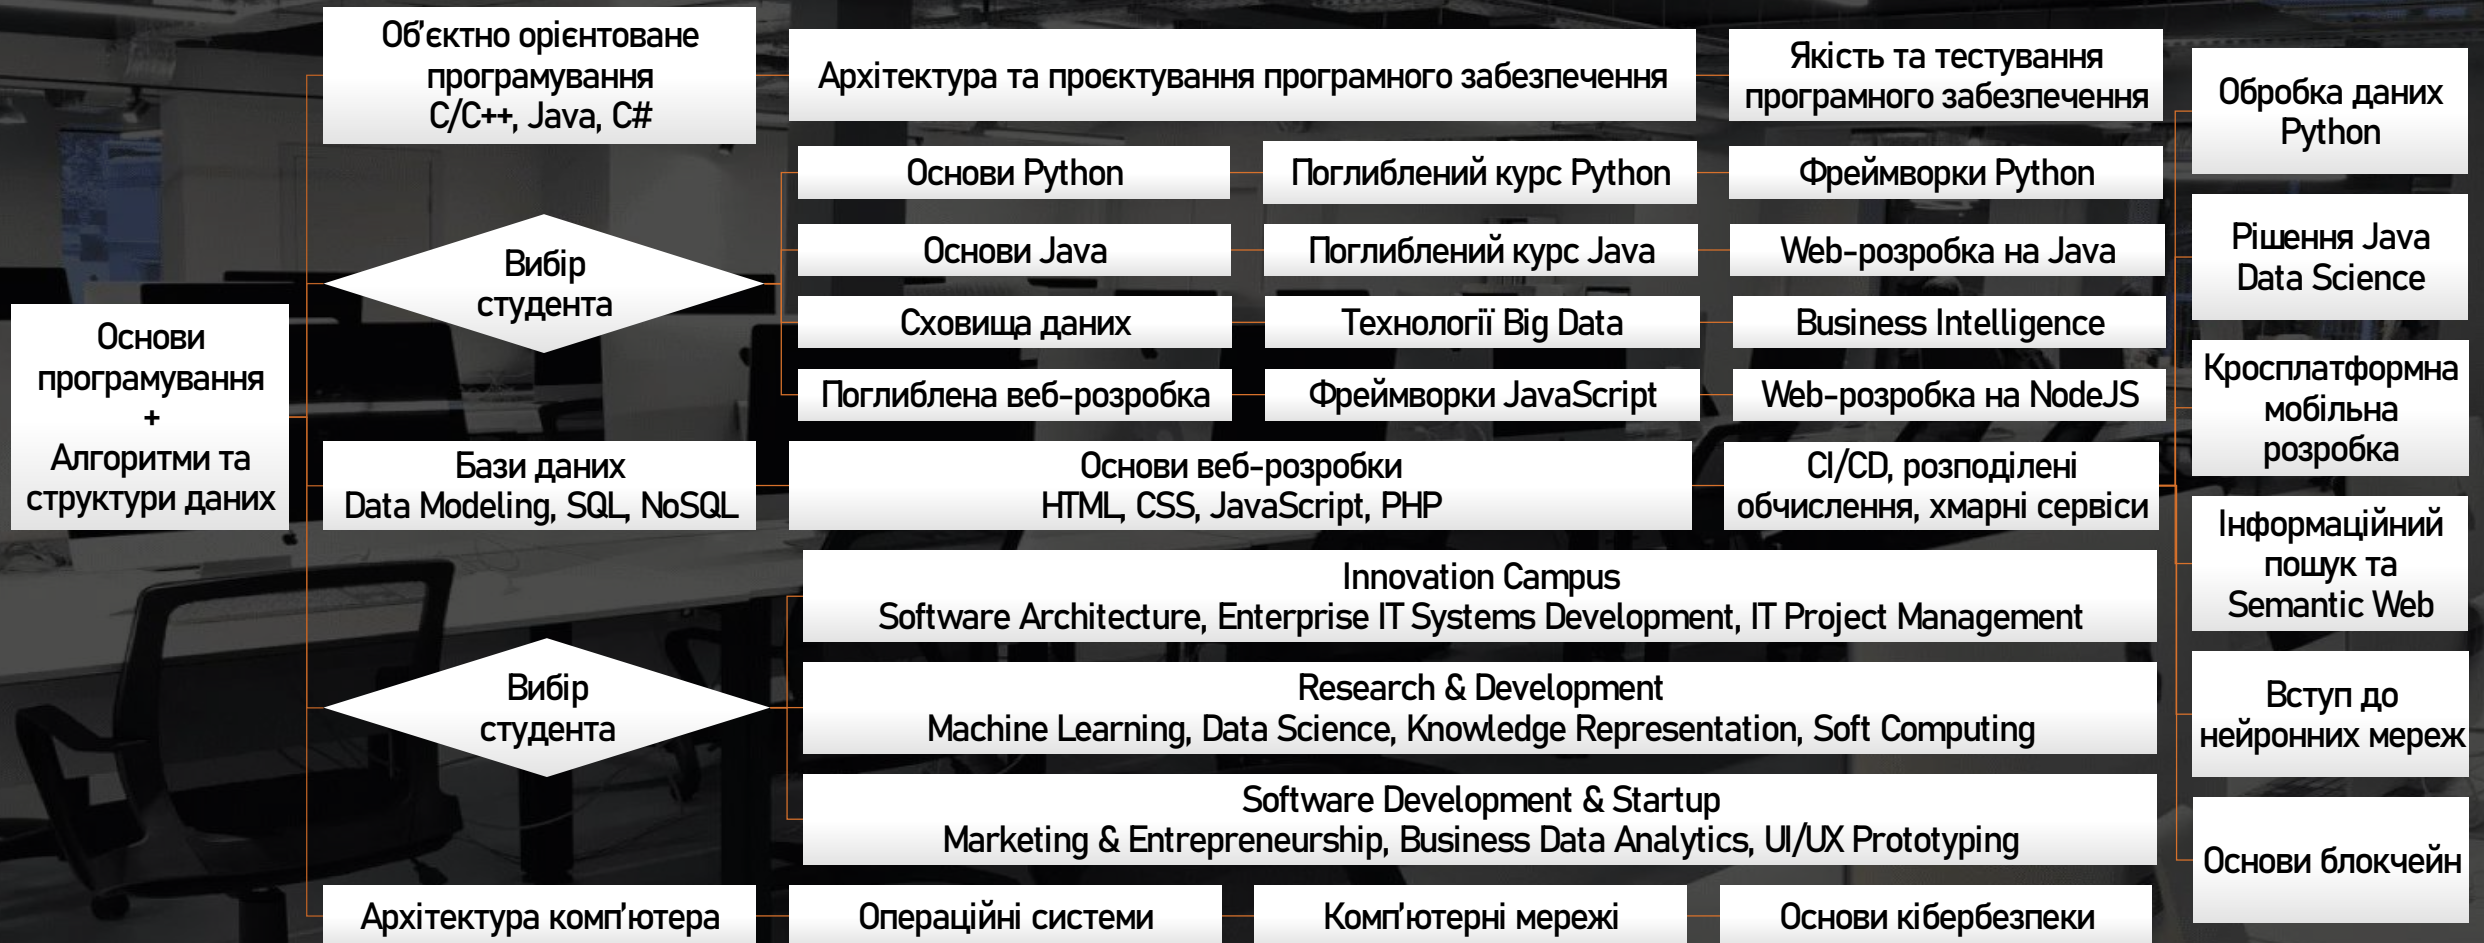 Об'єктно орієнтоване
програмування
C/C++, Java, C#
Архітектура та проєктування програмного забезпечення
Якість та тестування
програмного забезпечення
Обробка даних
Python
Основи Python
Поглиблений курс Python
Фреймворки Python
Вибір
студента
Основи Java
Поглиблений курс Java
Web-розробка на Java
Рішення Java
Data Science
Сховища даних
Технології Big Data
Business Intelligence
Основи
програмування
+
Алгоритми та
структури даних
Поглиблена веб-розробка
Фреймворки JavaScript
Web-розробка на NodeJS
Кросплатформна
мобільна
розробка
Бази даних
Data Modeling, SQL, NoSQL
Основи веб-розробки
HTML, CSS, JavaScript, PHP
CI/CD, розподілені
обчислення, хмарні сервіси
Інформаційний
пошук та
Semantic Web
Innovation Campus
Software Architecture, Enterprise IT Systems Development, IT Project Management
Вибір
студента
Research & Development
Machine Learning, Data Science, Knowledge Representation, Soft Computing
Вступ до
нейронних мереж
Software Development & Startup
Marketing & Entrepreneurship, Business Data Analytics, UI/UX Prototyping
Основи блокчейн
Архітектура комп'ютера
Операційні системи
Комп'ютерні мережі
Основи кібербезпеки